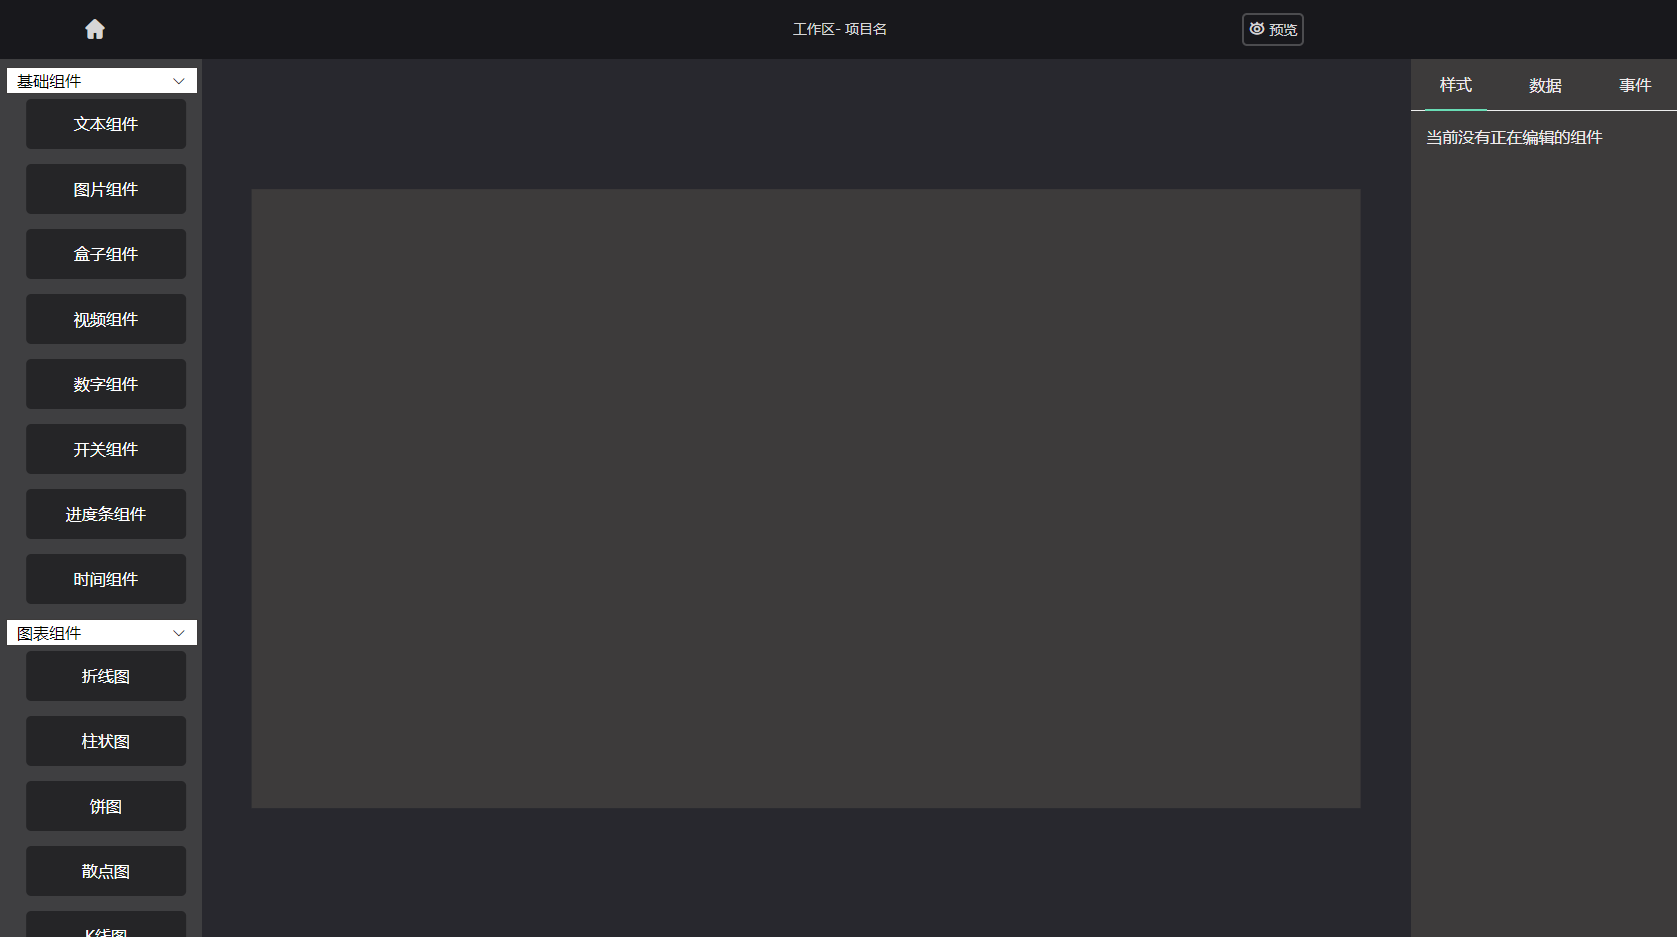 工作区- 项目名
预览
基础组件
文本组件
图片组件
盒子组件
视频组件
数字组件
开关组件
进度条组件
时间组件
图表组件
折线图
柱状图
饼图
散点图
K线图
样式
数据
事件
当前没有正在编辑的组件